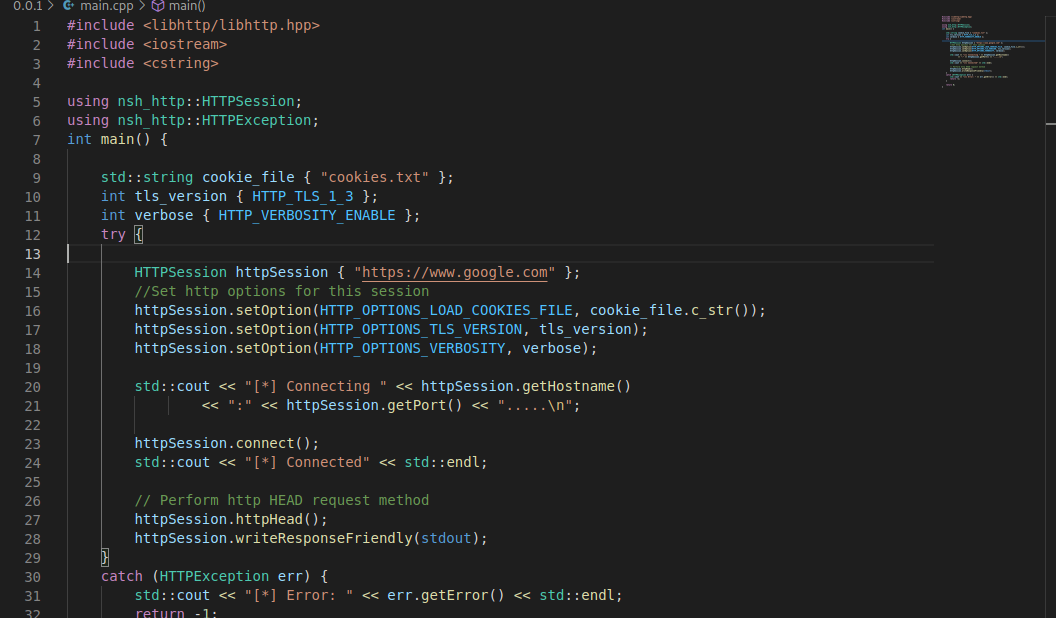 0.0.1 > main.cpp > main()
1 #include <libhttp/libhttp.hpp>
2 #include <iostream>
3 #include <cstring>
4
5 using nsh_http::HTTPSession;
6 using nsh_http::HTTPException;
7 int main() {
8
9 std::string cookie_file { "cookies.txt" };
10 int tls_version { HTTP_TLS_1_3 };
11 int verbose { HTTP_VERBOSITY_ENABLE };
12 try {
13
14 HTTPSession httpSession { "https://www.google.com" };
15 //Set http options for this session
16 httpSession.setOption(HTTP_OPTIONS_LOAD_COOKIES_FILE, cookie_file.c_str());
17 httpSession.setOption(HTTP_OPTIONS_TLS_VERSION, tls_version);
18 httpSession.setOption(HTTP_OPTIONS_VERBOSITY, verbose);
19
20 std::cout << "[*] Connecting " << httpSession.getHostname()
21 << ":" << httpSession.getPort() << ".....\n";
22
23 httpSession.connect();
24 std::cout << "[*] Connected" << std::endl;
25
26 // Perform http HEAD request method
27 httpSession.httpHead();
28 httpSession.writeResponseFriendly(stdout);
29 }
30 catch (HTTPException err) {
31 std::cout << "[*] Error: " << err.getError() << std::endl;
32 return -1;